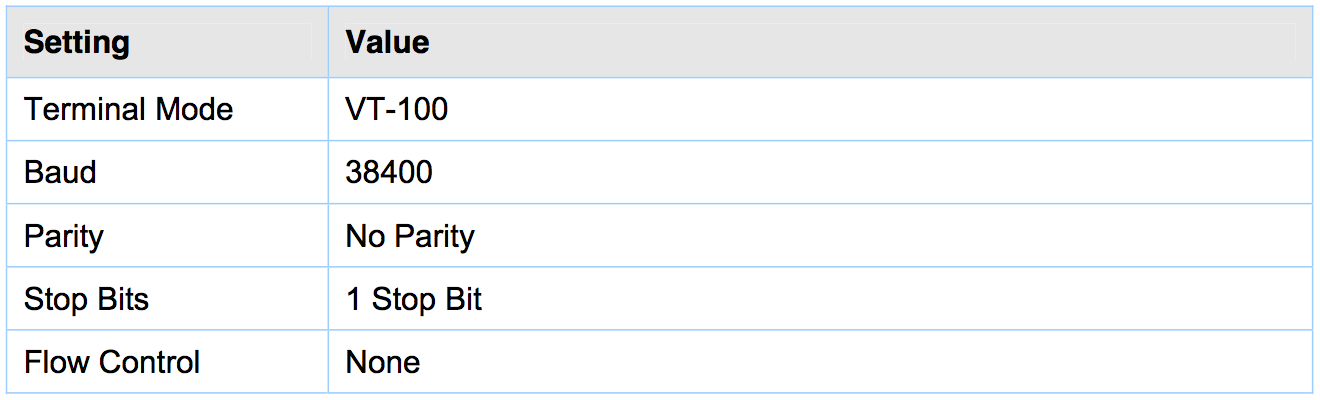 Setting Value
Terminal Mode VT-100
Baud 38400
Parity No Parity
Stop Bits 1 Stop Bit
Flow Control None